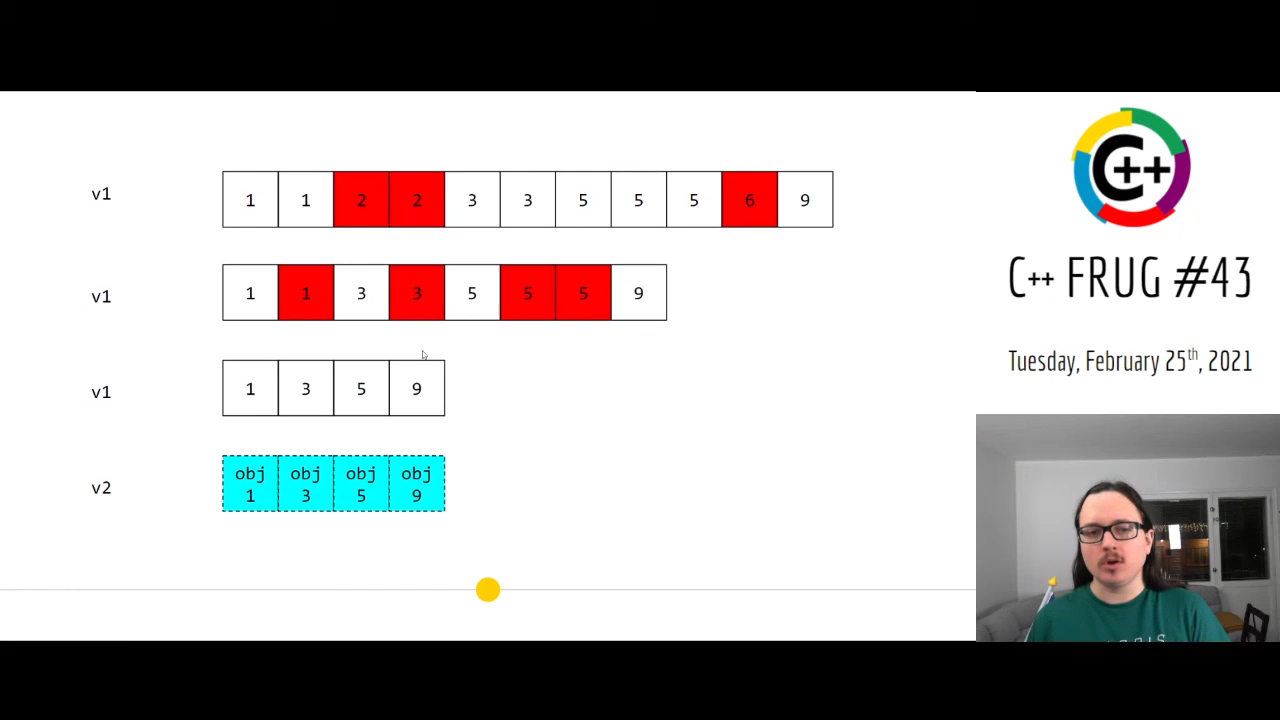 v1 1 1 2 2 3 3 5 5 5 6 9
v1 1 1 3 3 5 5 5 9
v1 1 3 5 9
v2 obj 1 obj 3 obj 5 obj 9
C++
C++ FRUG #43
Tuesday, February 25th, 2021